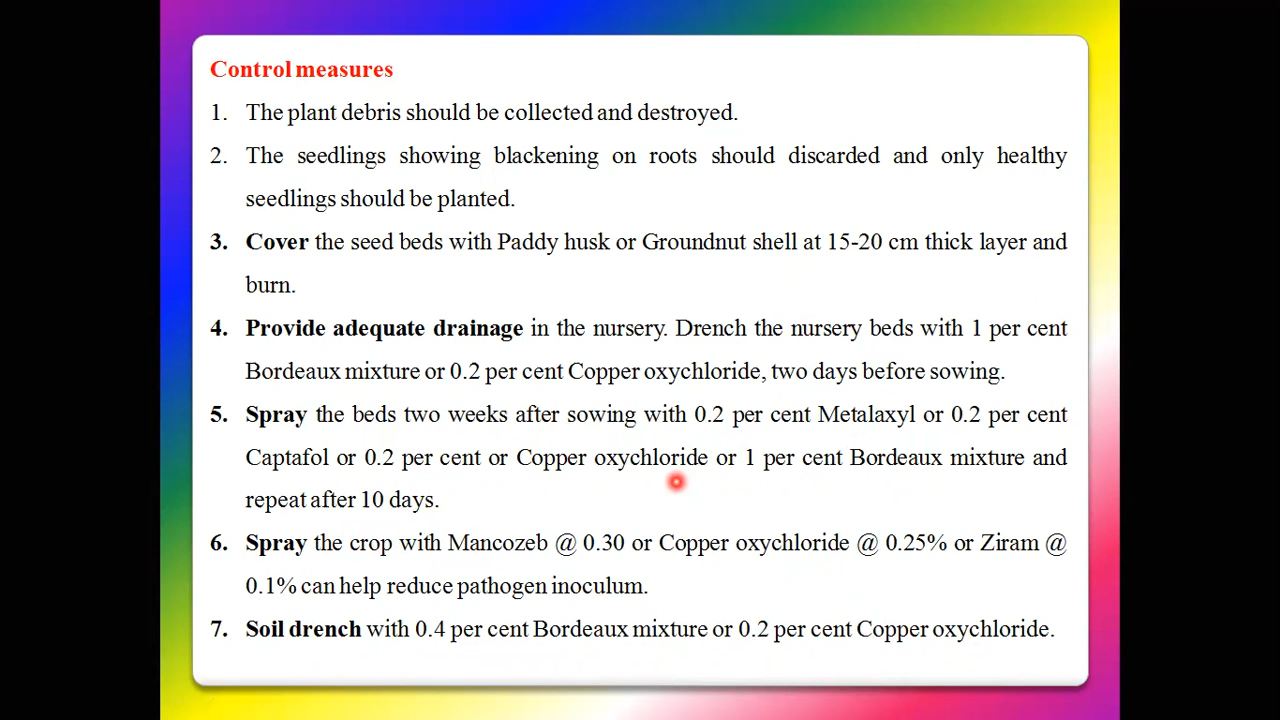 Control measures
1. The plant debris should be collected and destroyed.
2. The seedlings showing blackening on roots should discarded and only healthy
seedlings should be planted.
3. Cover the seed beds with Paddy husk or Groundnut shell at 15-20 cm thick layer and
burn.
4. Provide adequate drainage in the nursery. Drench the nursery beds with 1 per cent
Bordeaux mixture or 0.2 per cent Copper oxychloride, two days before sowing.
5. Spray the beds two weeks after sowing with 0.2 per cent Metalaxyl or 0.2 per cent
Captafol or 0.2 per cent or Copper oxychloride or 1 per cent Bordeaux mixture and
repeat after 10 days.
6. Spray the crop with Mancozeb @ 0.30 or Copper oxychloride @ 0.25% or Ziram @
0.1% can help reduce pathogen inoculum.
7. Soil drench with 0.4 per cent Bordeaux mixture or 0.2 per cent Copper oxychloride.